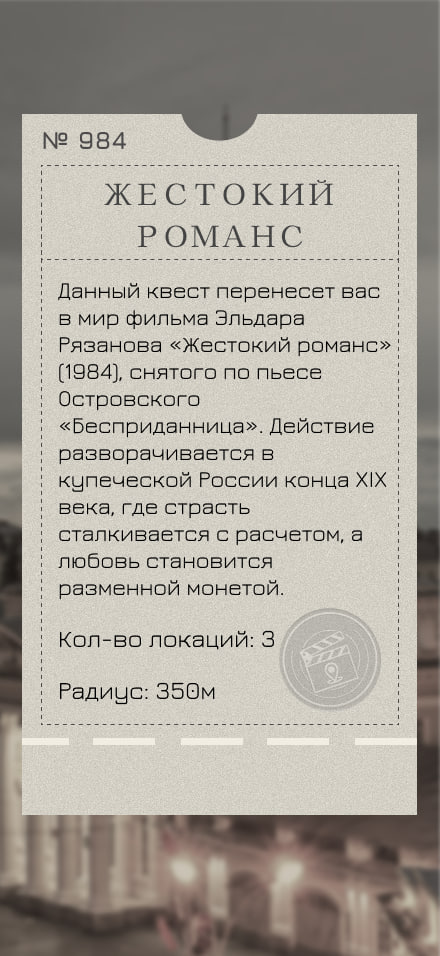 № 984
ЖЕСТОКИЙ
РОМАНС
Данный квест перенесет вас
в мир фильма Эльдара
Рязанова «Жестокий романс»
(1984), снятого по пьесе
Островского
«Бесприданница». Действие
разворачивается в
купеческой России конца XIX
века, где страсть
сталкивается с расчетом, а
любовь становится
разменной монетой.
Кол-во локаций: 3
Радиус: 350м